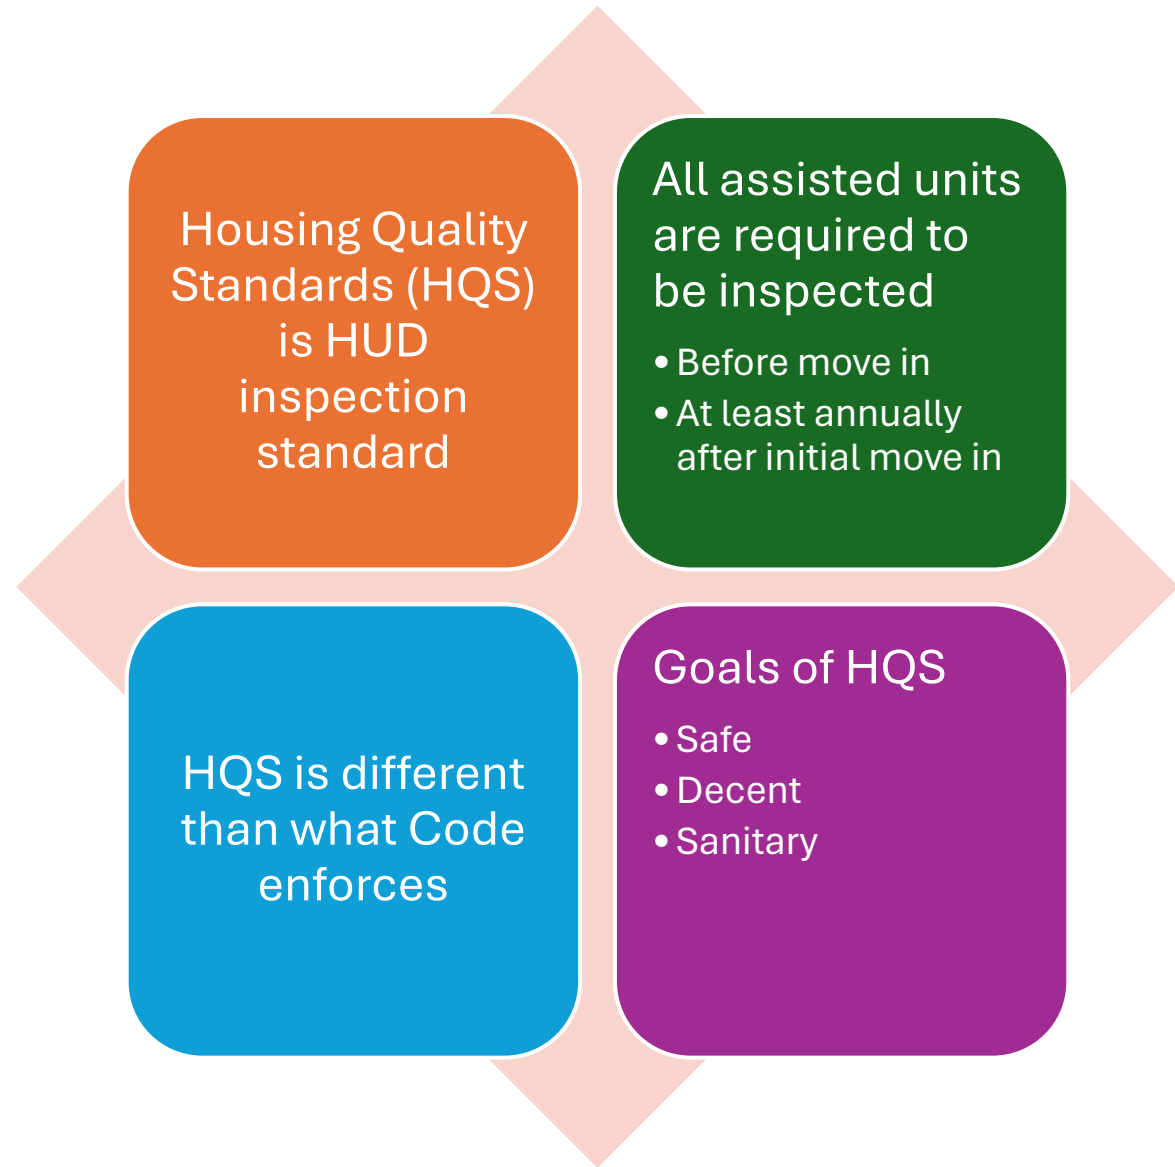 Housing Quality
Standards (HQS)
is HUD
inspection
standard
All assisted units
are required to
be inspected
• Before move in
• At least annually
after initial move in
HQS is different
than what Code
enforces
Goals of HQS
• Safe
• Decent
• Sanitary